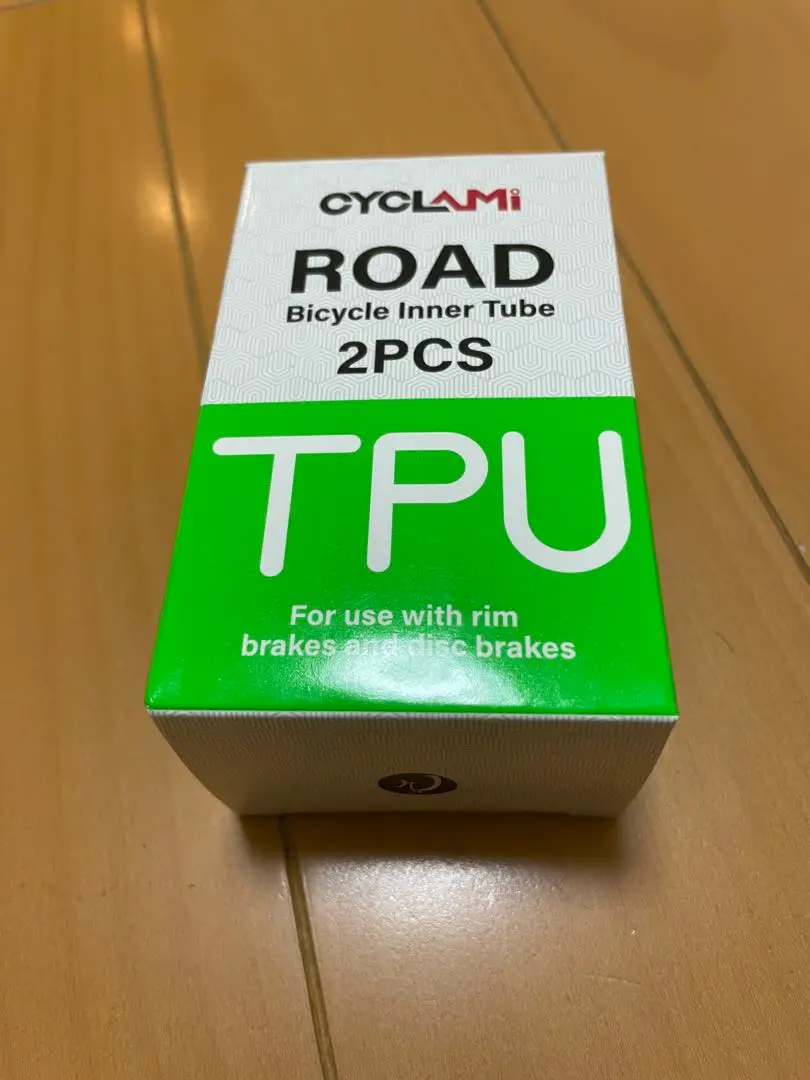 CYCLAMi
ROAD
Bicycle Inner Tube
2PCS
TPU
For use with rim
brakes and disc brakes